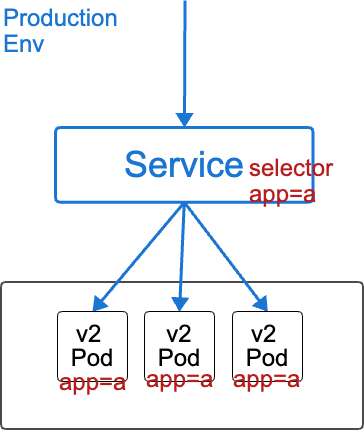 Production
Env
Service
selector
app=a
v2
Pod
app=a
v2
Pod
app=a
v2
Pod
app=a